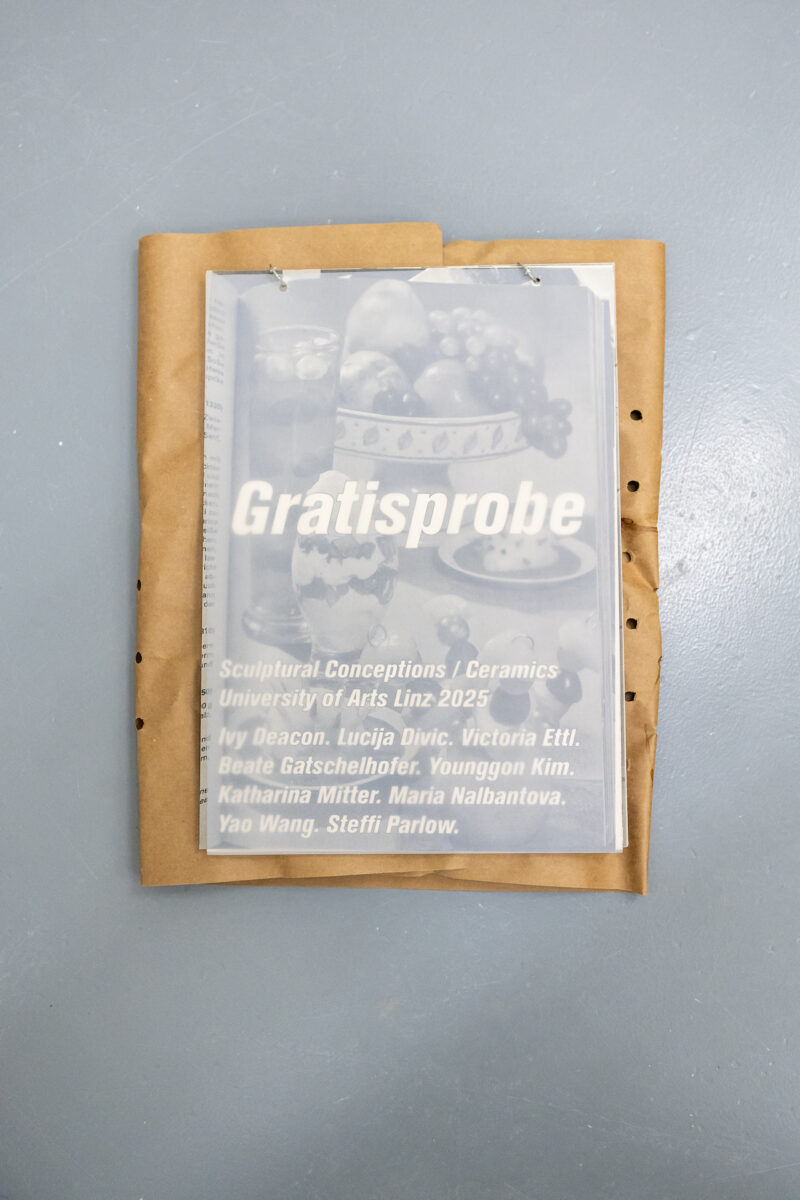 Gratisprobe
Sculptural Conceptions / Ceramics
University of Arts Linz 2025
Ivy Deacon. Lucija Divic. Victoria Ettl.
Beate Gatschelhofer. Younggon Kim.
Katharina Mitter. Maria Nalbantova.
Yao Wang. Steffi Parlow.